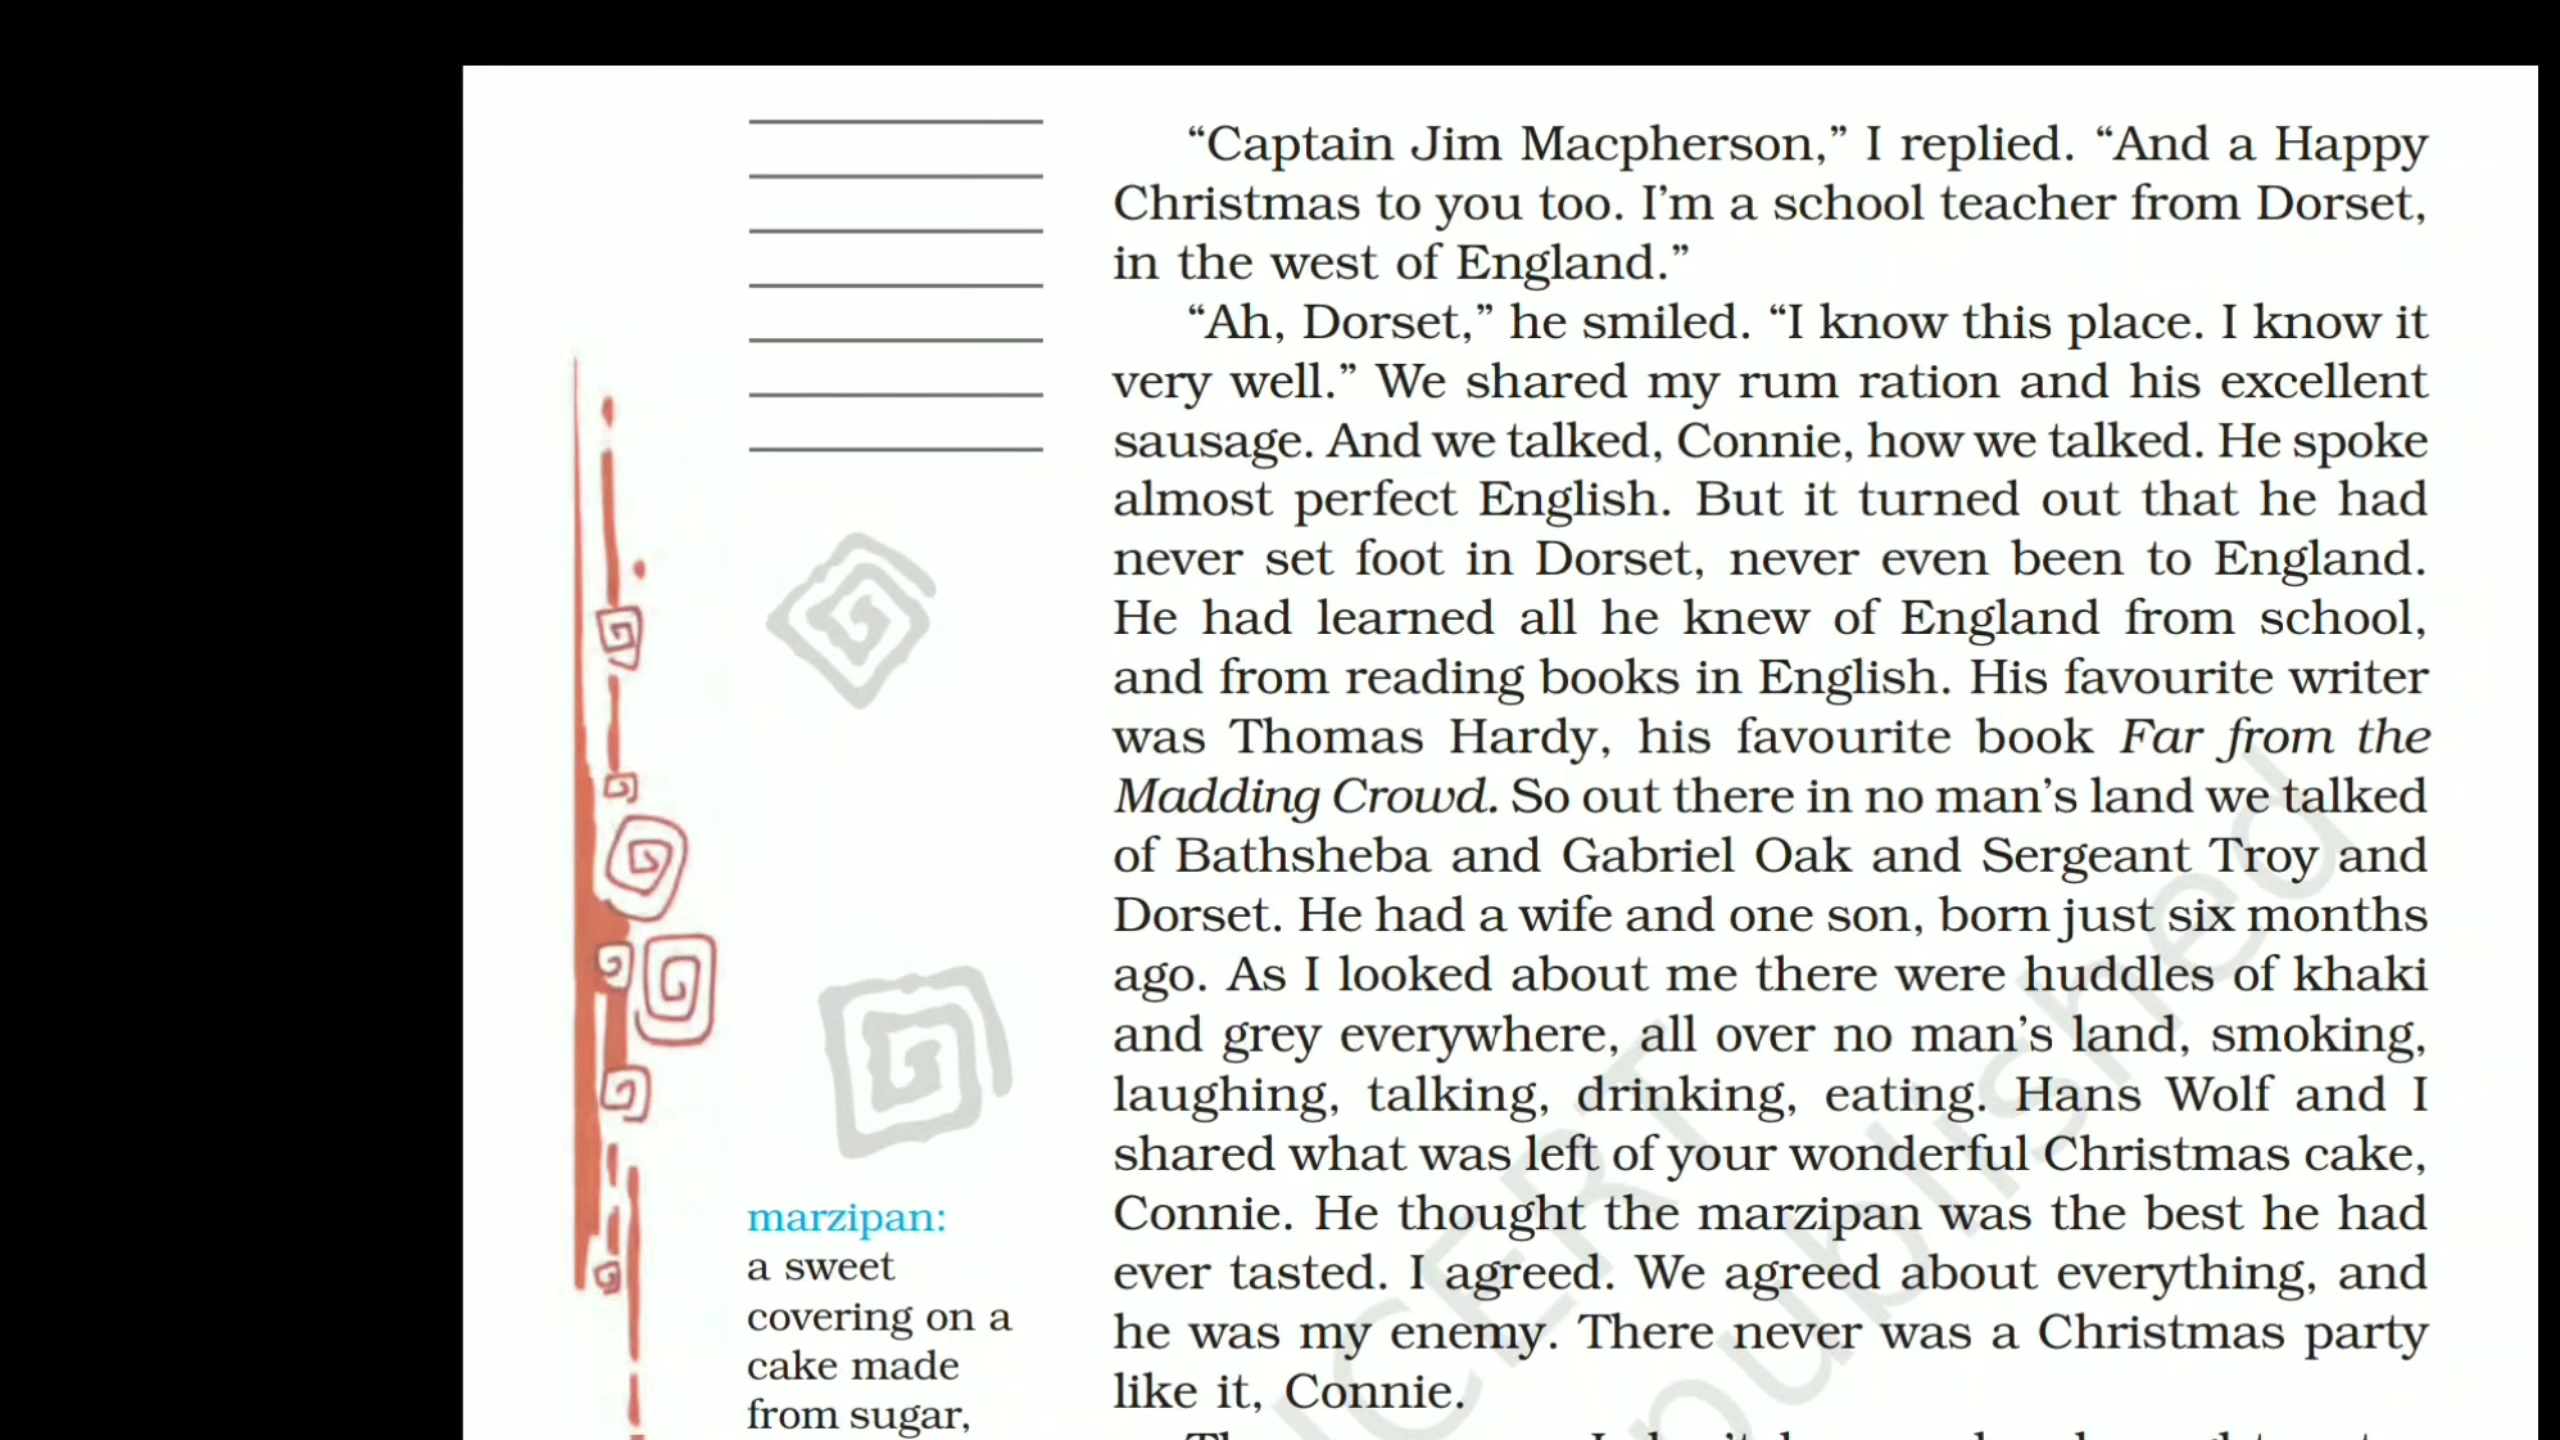 “Captain Jim Macpherson,” I replied. “And a Happy
Christmas to you too. I’m a school teacher from Dorset,
in the west of England.”
“Ah, Dorset,” he smiled. “I know this place. I know it
very well.” We shared my rum ration and his excellent
sausage. And we talked, Connie, how we talked. He spoke
almost perfect English. But it turned out that he had
never set foot in Dorset, never even been to England.
He had learned all he knew of England from school,
and from reading books in English. His favourite writer
was Thomas Hardy, his favourite book Far from the
Madding Crowd. So out there in no man’s land we talked
of Bathsheba and Gabriel Oak and Sergeant Troy and
Dorset. He had a wife and one son, born just six months
ago. As I looked about me there were huddles of khaki
and grey everywhere, all over no man’s land, smoking,
laughing, talking, drinking, eating. Hans Wolf and I
shared what was left of your wonderful Christmas cake,
Connie. He thought the marzipan was the best he had
ever tasted. I agreed. We agreed about everything, and
he was my enemy. There never was a Christmas party
like it, Connie.
marzipan:
a sweet
covering on a
cake made
from sugar,
published